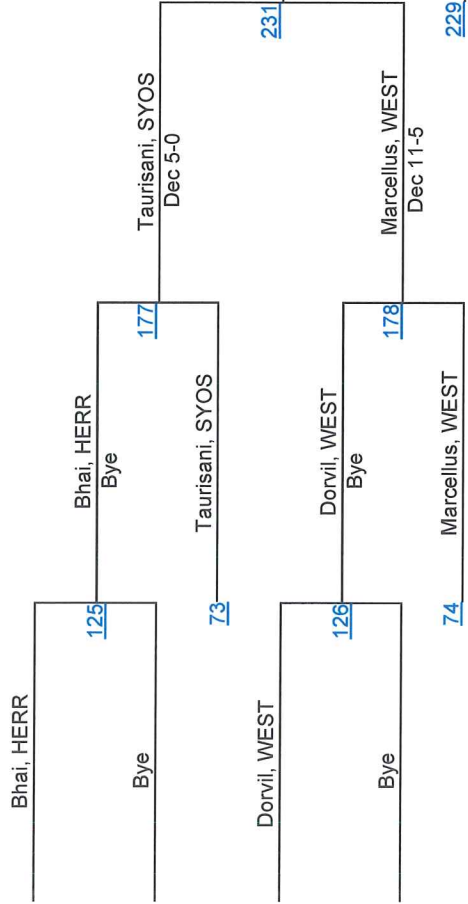 Bhai, HERR
125
Bye
Bhai, HERR
Bye
177
73
Taurisani, SYOS
Taurisani, SYOS
Dec 5-0
231
Dorvil, WEST
126
Bye
Dorvil, WEST
Bye
178
74
Marcellus, WEST
Marcellus, WEST
Dec 11-5
229